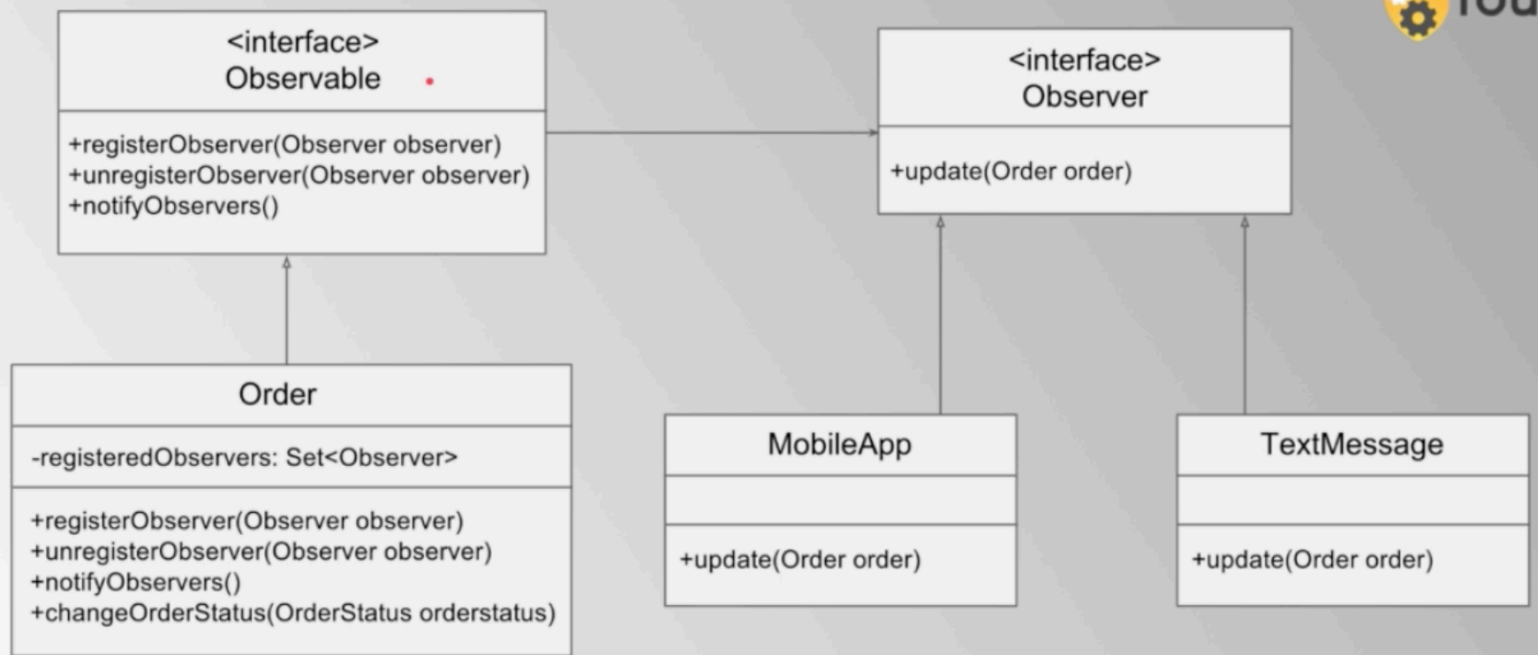 <interface>
Observable
+registerObserver(Observer observer)
+unregisterObserver(Observer observer)
+notifyObservers()
<interface>
Observer
+update(Order order)
Order
-registeredObservers: Set<Observer>
+registerObserver(Observer observer)
+unregisterObserver(Observer observer)
+notifyObservers()
+changeOrderStatus(OrderStatus orderstatus)
MobileApp
+update(Order order)
TextMessage
+update(Order order)